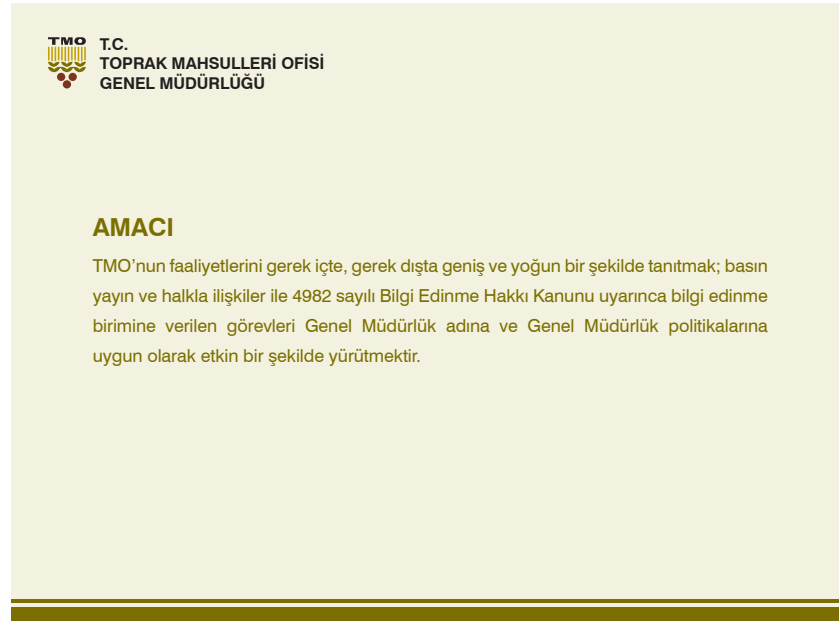 TMO
T.C.
TOPRAK MAHSULLERİ OFİSİ
GENEL MÜDÜRLÜĞÜ
AMACI
TMO’nun faaliyetlerini gerek içte, gerek dışta geniş ve yoğun bir şekilde tanıtmak; basın
yayın ve halkla ilişkiler ile 4982 sayılı Bilgi Edinme Hakkı Kanunu uyarınca bilgi edinme
birimine verilen görevleri Genel Müdürlük adına ve Genel Müdürlük politikalarına
uygun olarak etkin bir şekilde yürütmektir.